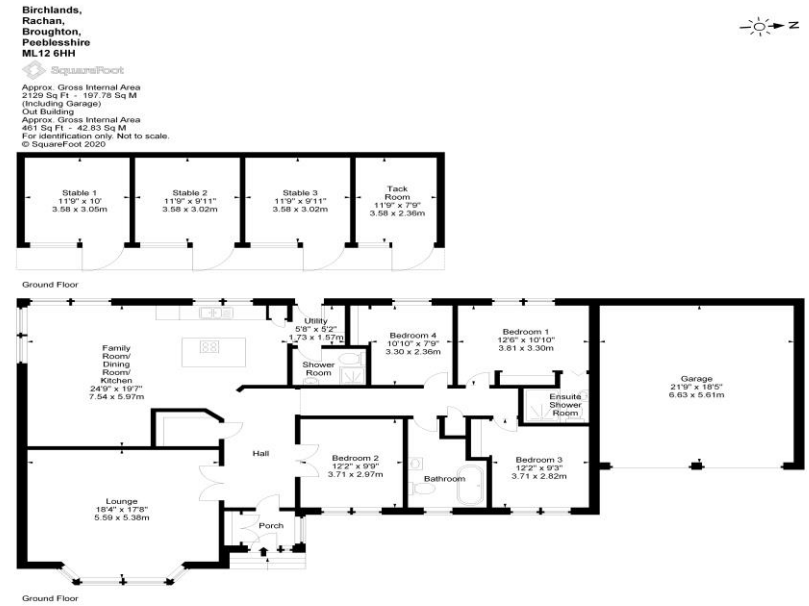 Birchlands,
Rachan,
Broughton,
Peeblesshire
ML12 6HH
SquareFoot
Approx. Gross Internal Area
2129 Sq Ft - 197.78 Sq M
(Including Garage)
Out Building
Approx. Gross Internal Area
461 Sq Ft - 42.83 Sq M
For identification only. Not to scale.
© SquareFoot 2020
Z
Stable 1
11'9" x 10'
3.58 x 3.05m
Stable 2
11'9" x 9'11"
3.58 x 3.02m
Stable 3
11'9" x 9'11"
3.58 x 3.02m
Tack
Room
11'9" x 7'9"
3.58 x 2.36m
Ground Floor
Family
Room/
Dining
Room/
Kitchen
24'9" x 19'7"
7.54 x 5.97m
Utility
5'8" x 5'2"
1.73 x 1.57m
Shower
Room
Bedroom 4
10'10" x 7'9"
3.30 x 2.36m
Bedroom 1
12'6" x 10'10"
3.81 x 3.30m
Ensuite
Shower
Room
Garage
21'9" x 18'5"
6.63 x 5.61m
Hall
Bedroom 2
12'2" x 9'9"
3.71 x 2.97m
Bathroom
Bedroom 3
12'2" x 9'3"
3.71 x 2.82m
Lounge
18'4" x 17'8"
5.59 x 5.38m
Porch
Ground Floor